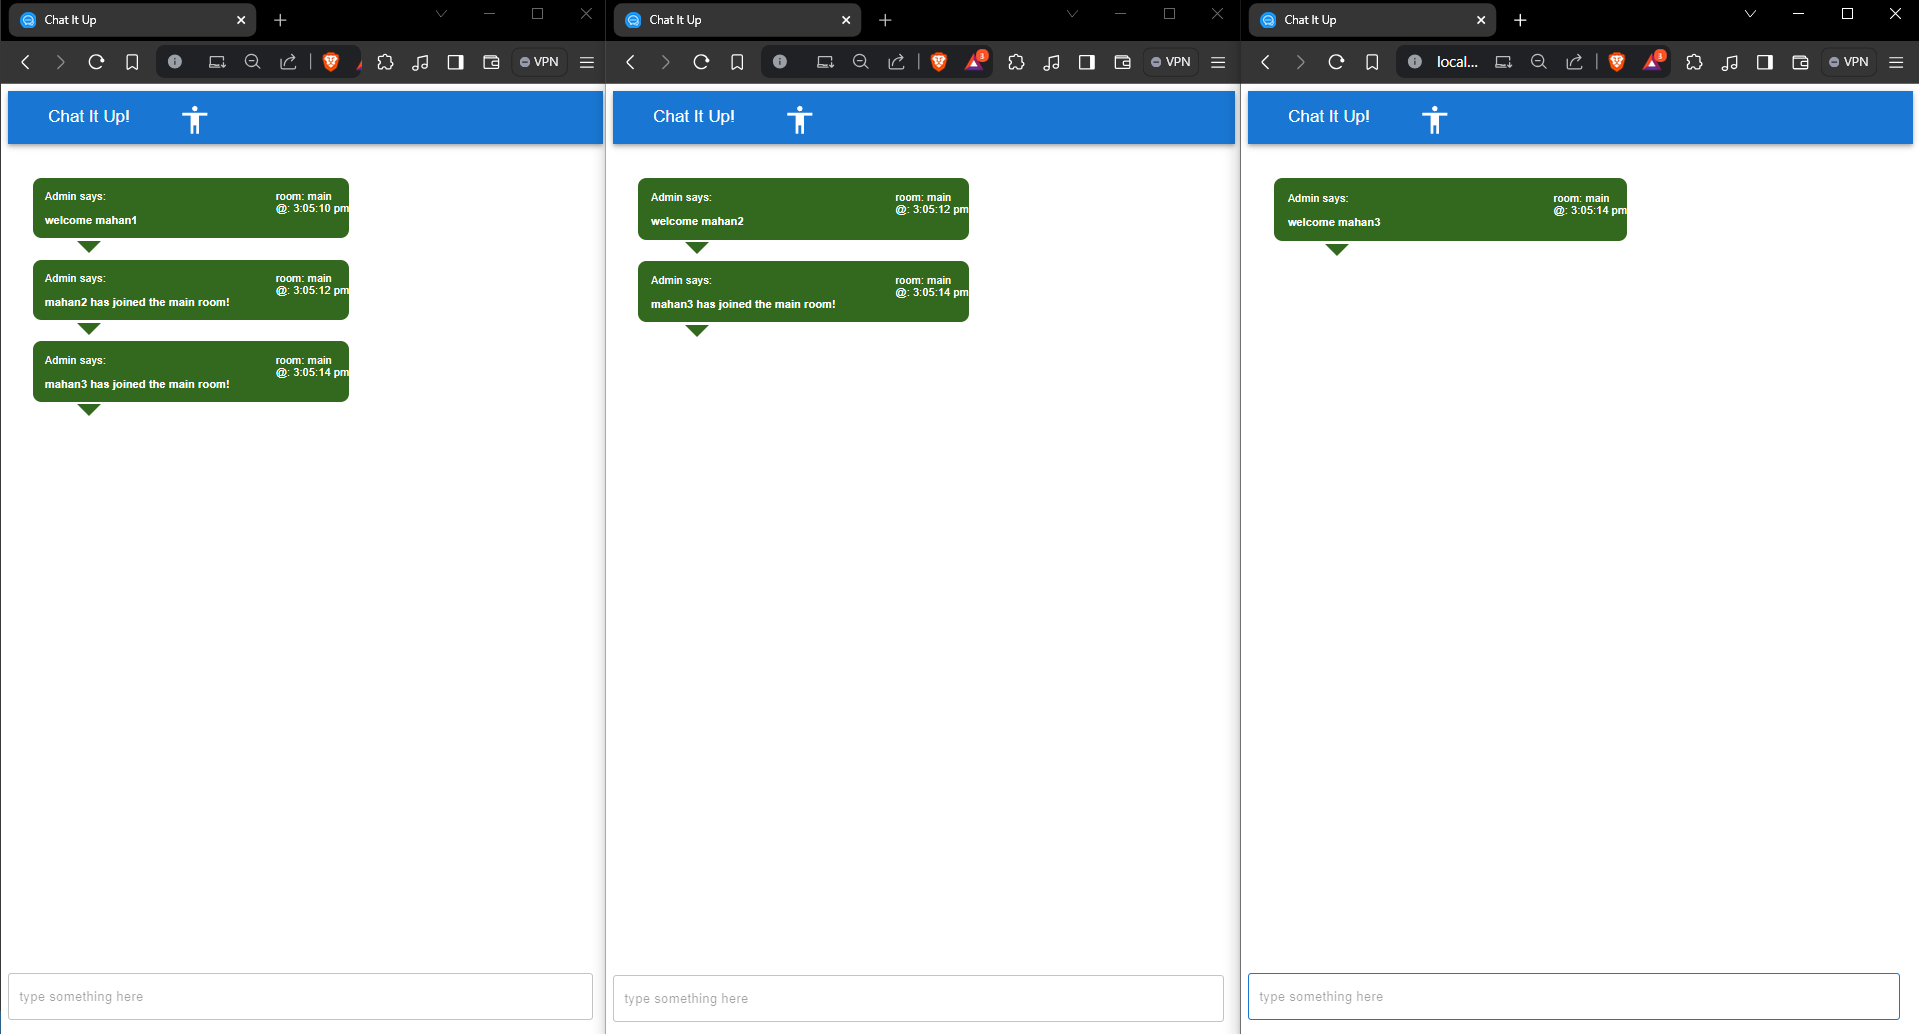 Chat It Up
VPN
Chat It Up!
Admin says:
room: main
@: 3:05:10 pm
welcome mahan1
Admin says:
room: main
@: 3:05:12 pm
mahan2 has joined the main room!
Admin says:
room: main
@: 3:05:14 pm
mahan3 has joined the main room!
type something here
Chat It Up
3
VPN
Chat It Up!
Admin says:
room: main
@: 3:05:12 pm
welcome mahan2
Admin says:
room: main
@: 3:05:14 pm
mahan3 has joined the main room!
type something here
Chat It Up
local...
3
VPN
Chat It Up!
Admin says:
room: main
@: 3:05:14 pm
welcome mahan3
type something here